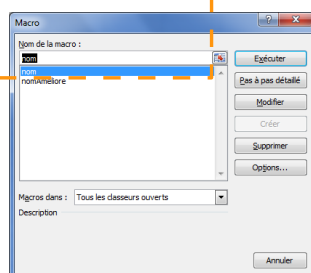 Macro
Nom de la macro :
nom
nom
nomAmeliore
Exécuter
Pas à pas détaillé
Modifier
Créer
Supprimer
Options...
Macros dans : Tous les classeurs ouverts
Description
Annuler